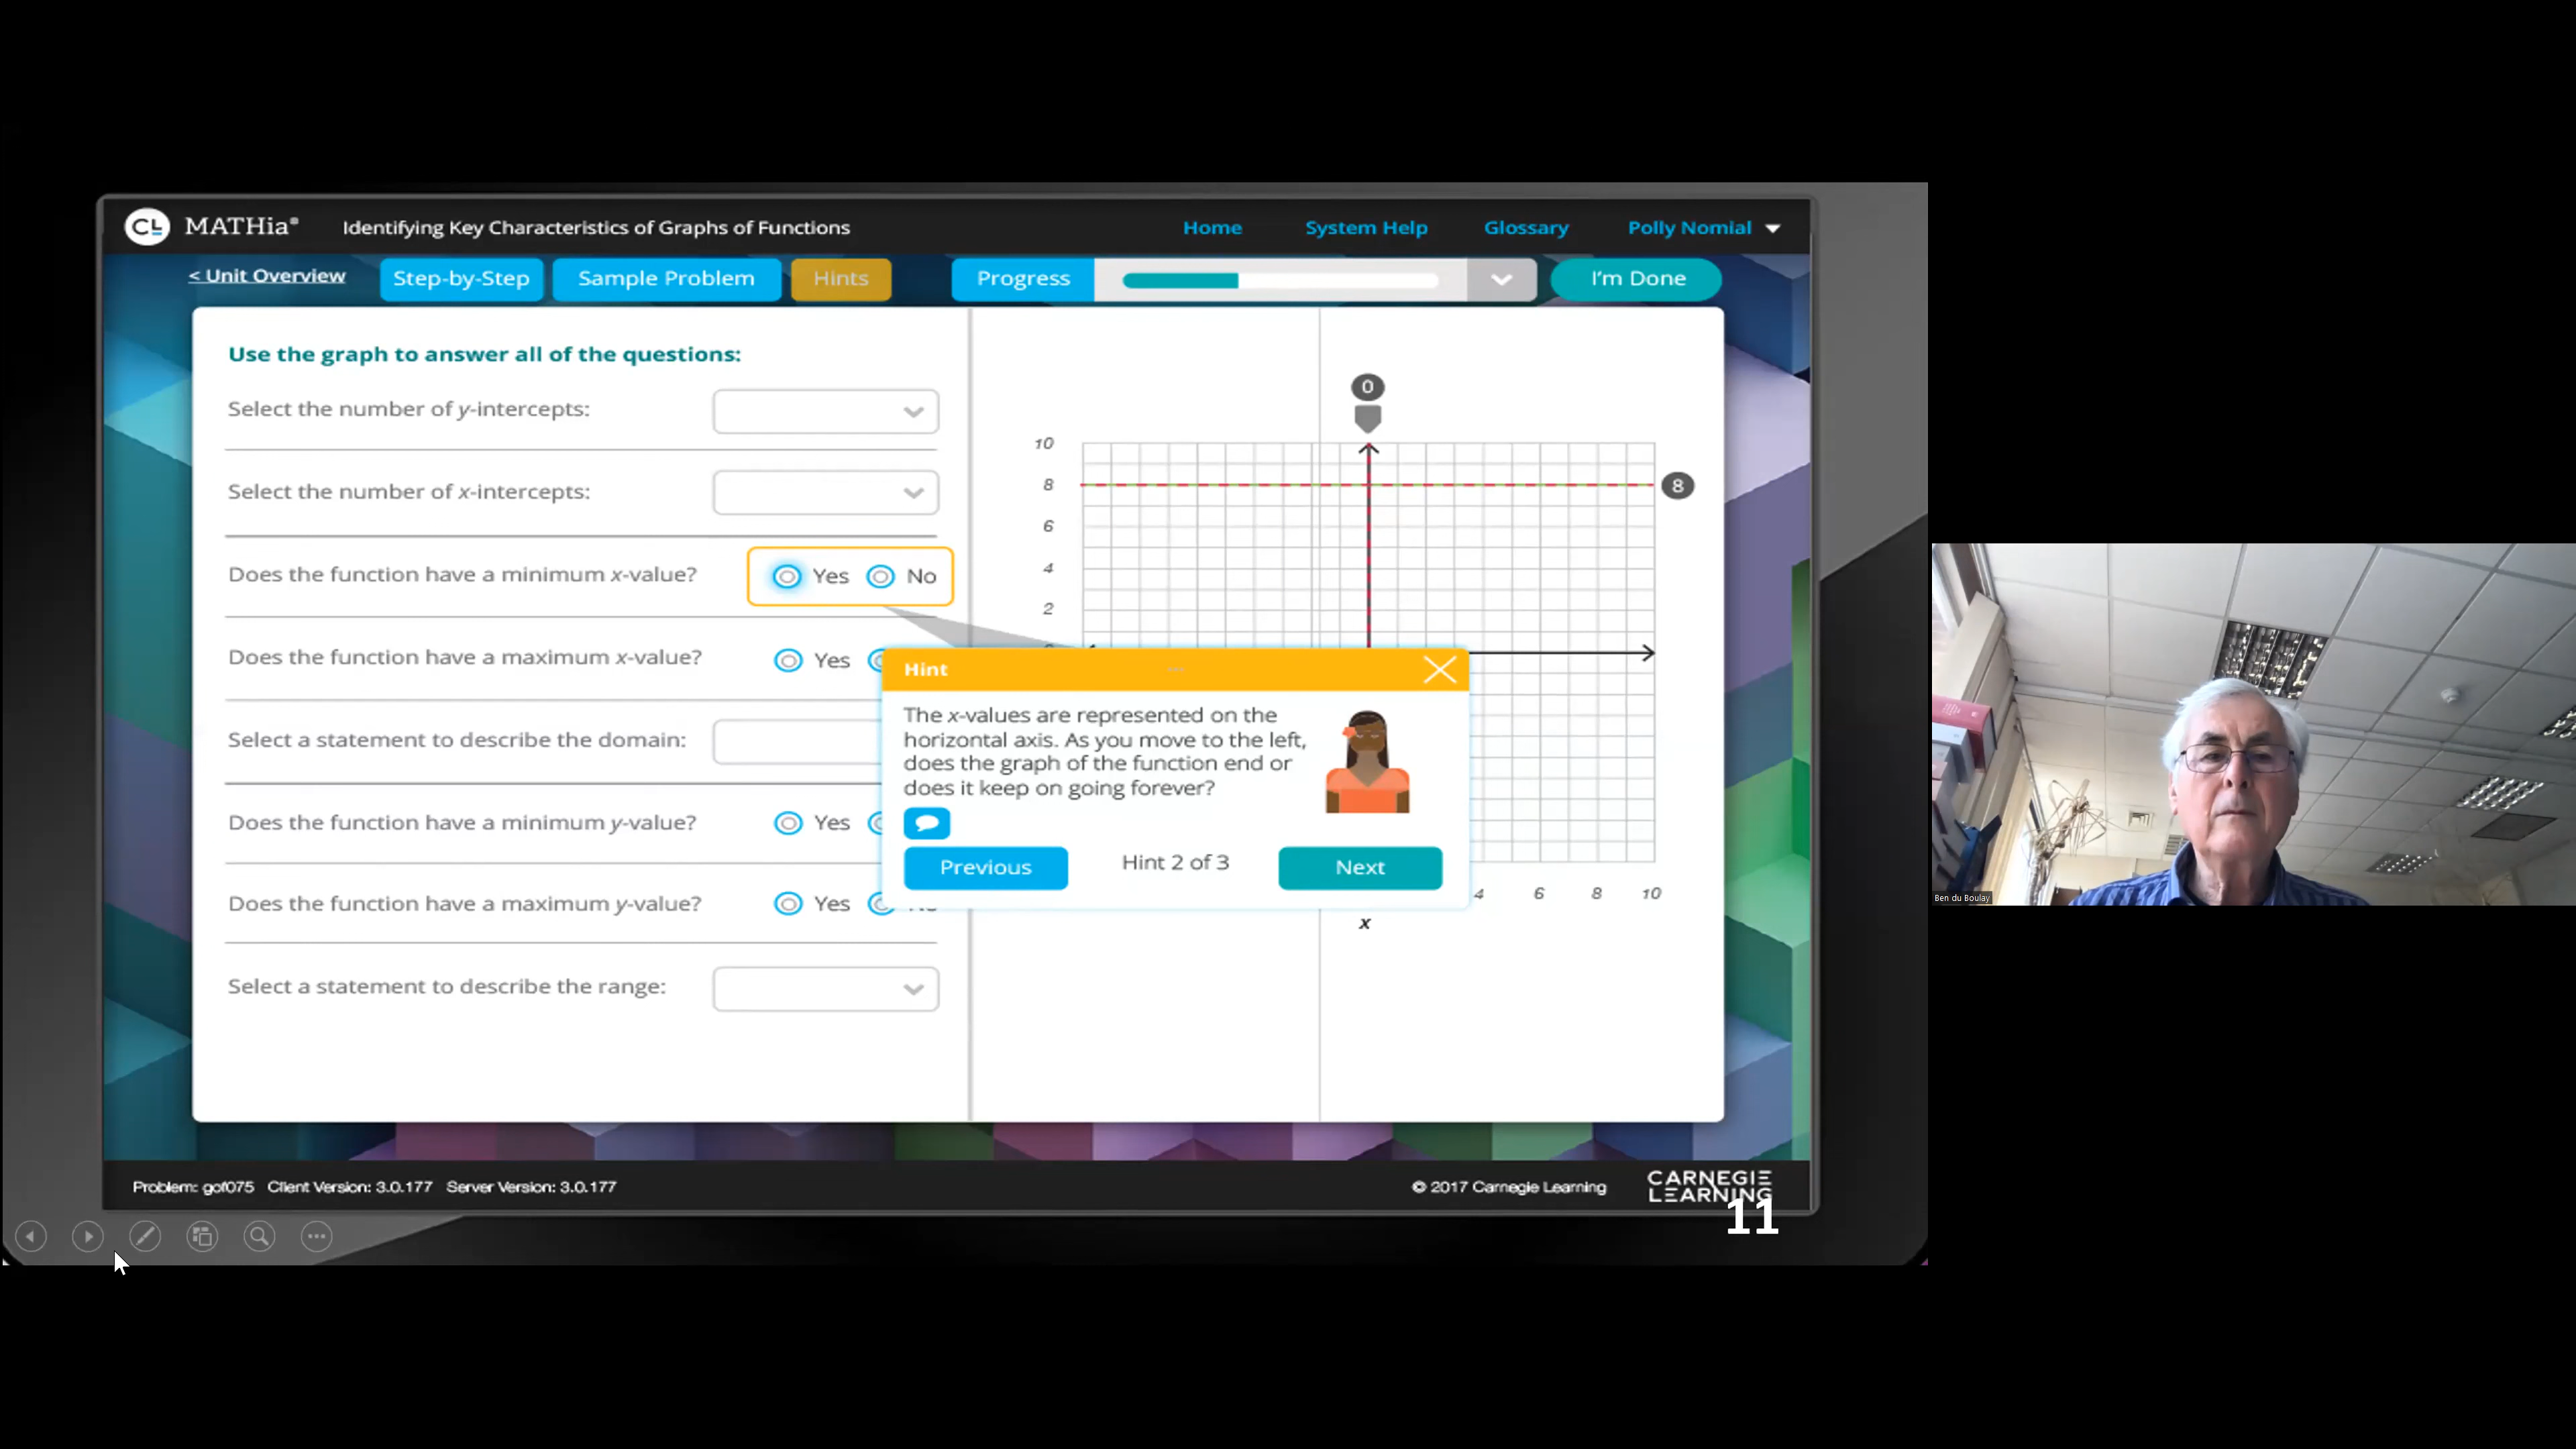 CL MATHia® Identifying Key Characteristics of Graphs of Functions Home System Help Glossary Polly Nomial
< Unit Overview Step-by-Step Sample Problem Hints Progress I'm Done
Use the graph to answer all of the questions:
Select the number of y-intercepts:
Select the number of x-intercepts:
Does the function have a minimum x-value? Yes No
Does the function have a maximum x-value? Yes
Select a statement to describe the domain:
Does the function have a minimum y-value? Yes
Does the function have a maximum y-value? Yes
Select a statement to describe the range:
0
10
8 8
6
4
2
Hint
The x-values are represented on the
horizontal axis. As you move to the left,
does the graph of the function end or
does it keep on going forever?
Previous Hint 2 of 3 Next
4 6 8 10
x
Problem: gof075 Client Version: 3.0.177 Server Version: 3.0.177 © 2017 Carnegie Learning
CARNEGIE
LEARNING
11
Ben du Boulay